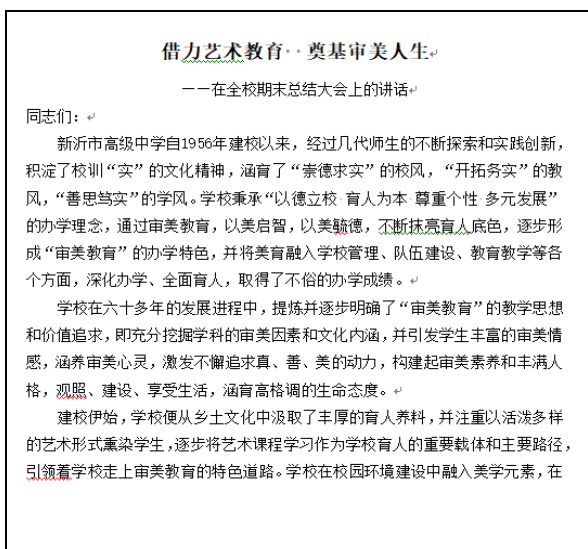 借力艺术教育··奠基审美人生
——在全校期末总结大会上的讲话
同志们：
新沂市高级中学自1956年建校以来，经过几代师生的不断探索和实践创新，
积淀了校训“实”的文化精神，涵育了“崇德求实”的校风，“开拓务实”的教
风，“善思笃实”的学风。学校秉承“以德立校·育人为本·尊重个性·多元发展”
的办学理念，通过审美教育，以美启智，以美毓德，不断抹亮育人底色，逐步形
成“审美教育”的办学特色，并将美育融入学校管理、队伍建设、教育教学等各
个方面，深化办学、全面育人，取得了不俗的办学成绩。
学校在六十多年的发展进程中，提炼并逐步明确了“审美教育”的教学思想
和价值追求，即充分挖掘学科的审美因素和文化内涵，并引发学生丰富的审美情
感，涵养审美心灵，激发不懈追求真、善、美的动力，构建起审美素养和丰满人
格，观照、建设、享受生活，涵育高格调的生命态度。
建校伊始，学校便从乡土文化中汲取了丰厚的育人养料，并注重以活泼多样
的艺术形式熏染学生，逐步将艺术课程学习作为学校育人的重要载体和主要路径，
引领着学校走上审美教育的特色道路。学校在校园环境建设中融入美学元素，在